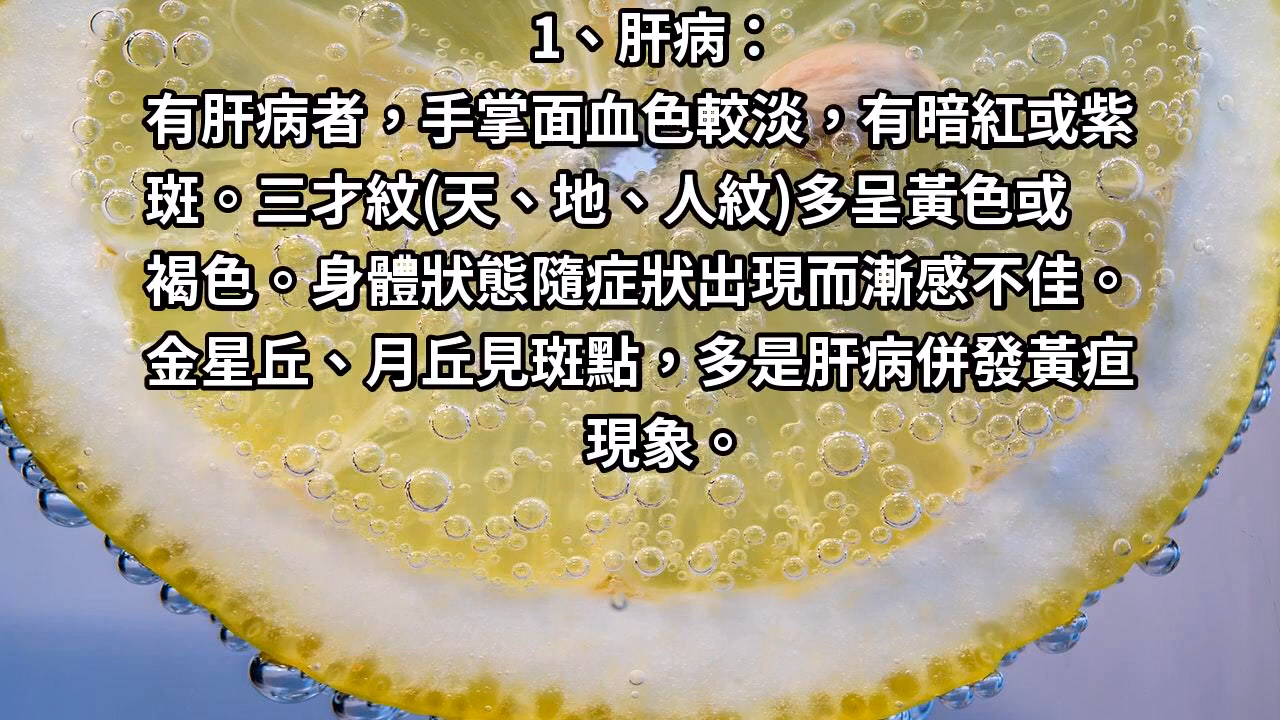 1、肝病：
有肝病者，手掌面血色較淡，有暗紅或紫
斑。三才紋(天、地、人紋)多呈黃色或
褐色。身體狀態隨症狀出現而漸感不佳。
金星丘、月丘見斑點，多是肝病併發黃疸
現象。